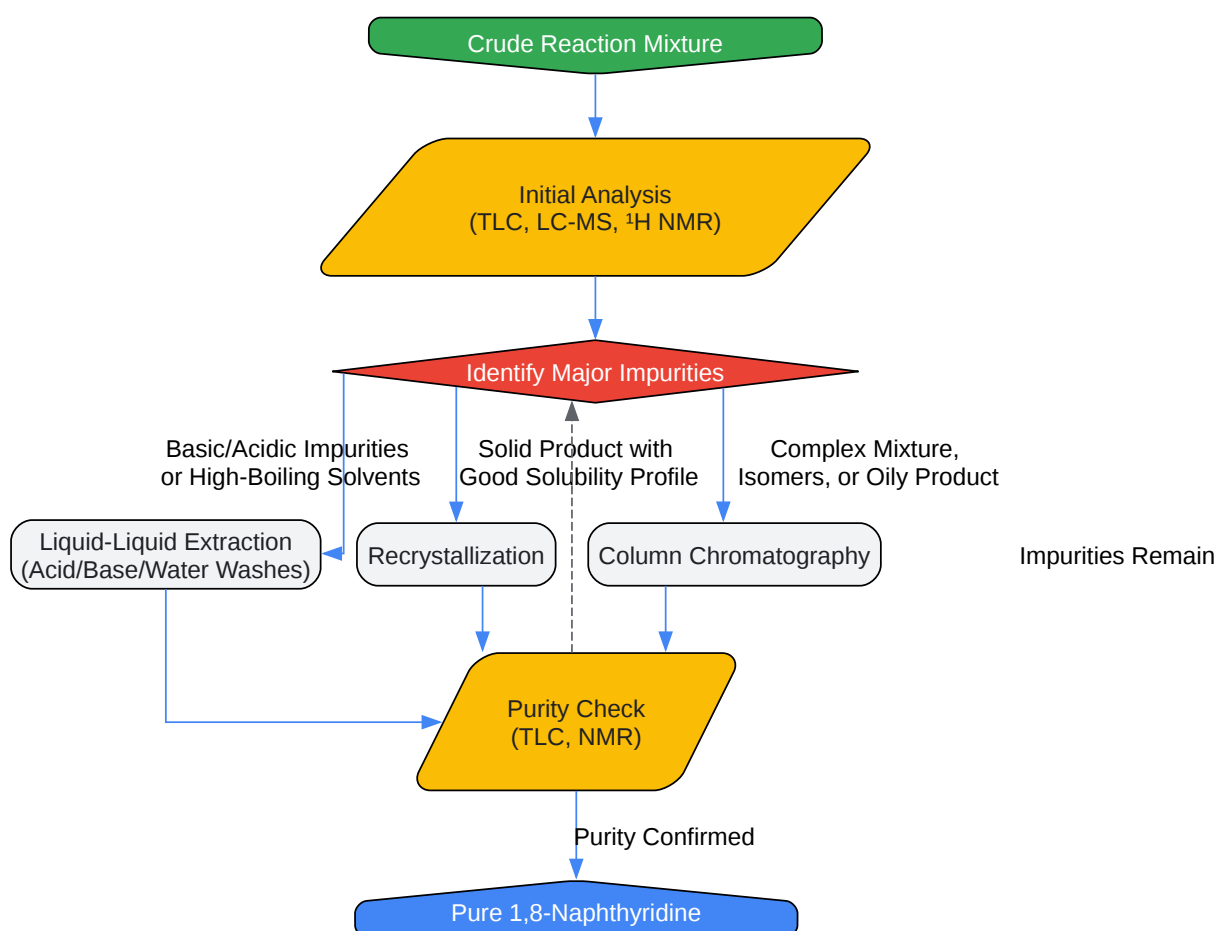 Crude Reaction Mixture
Initial Analysis
(TLC, LC-MS, ¹H NMR)
Identify Major Impurities
Basic/Acidic Impurities
or High-Boiling Solvents
Solid Product with
Good Solubility Profile
Complex Mixture,
Isomers, or Oily Product
Liquid-Liquid Extraction
(Acid/Base/Water Washes)
Recrystallization
Column Chromatography
Impurities Remain
Purity Check
(TLC, NMR)
Purity Confirmed
Pure 1,8-Naphthyridine